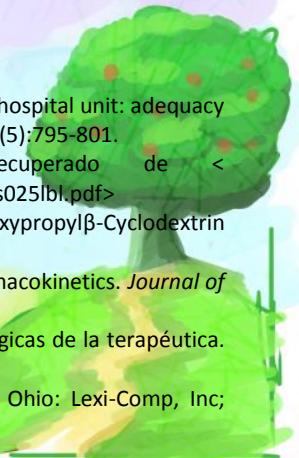 hospital unit: adequacy
(5):795-801.
ecuperado de <
s025lbl.pdf>
oxypropylβ-Cyclodextrin
nacokinetics. Journal of
gicas de la terapéutica.
Ohio: Lexi-Comp, Inc;